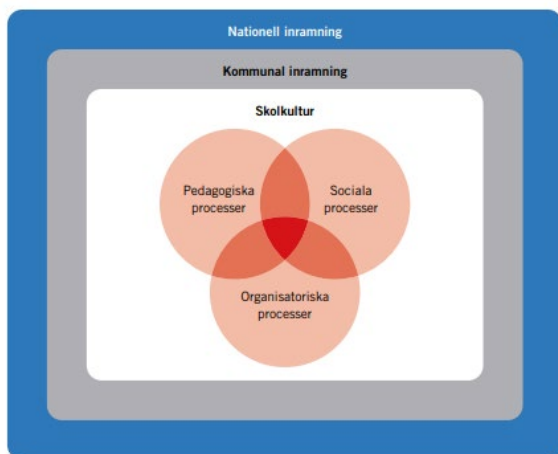 Nationell inramning
Kommunal inramning
Skolkultur
Pedagogiska
processer
Sociala
processer
Organisatoriska
processer